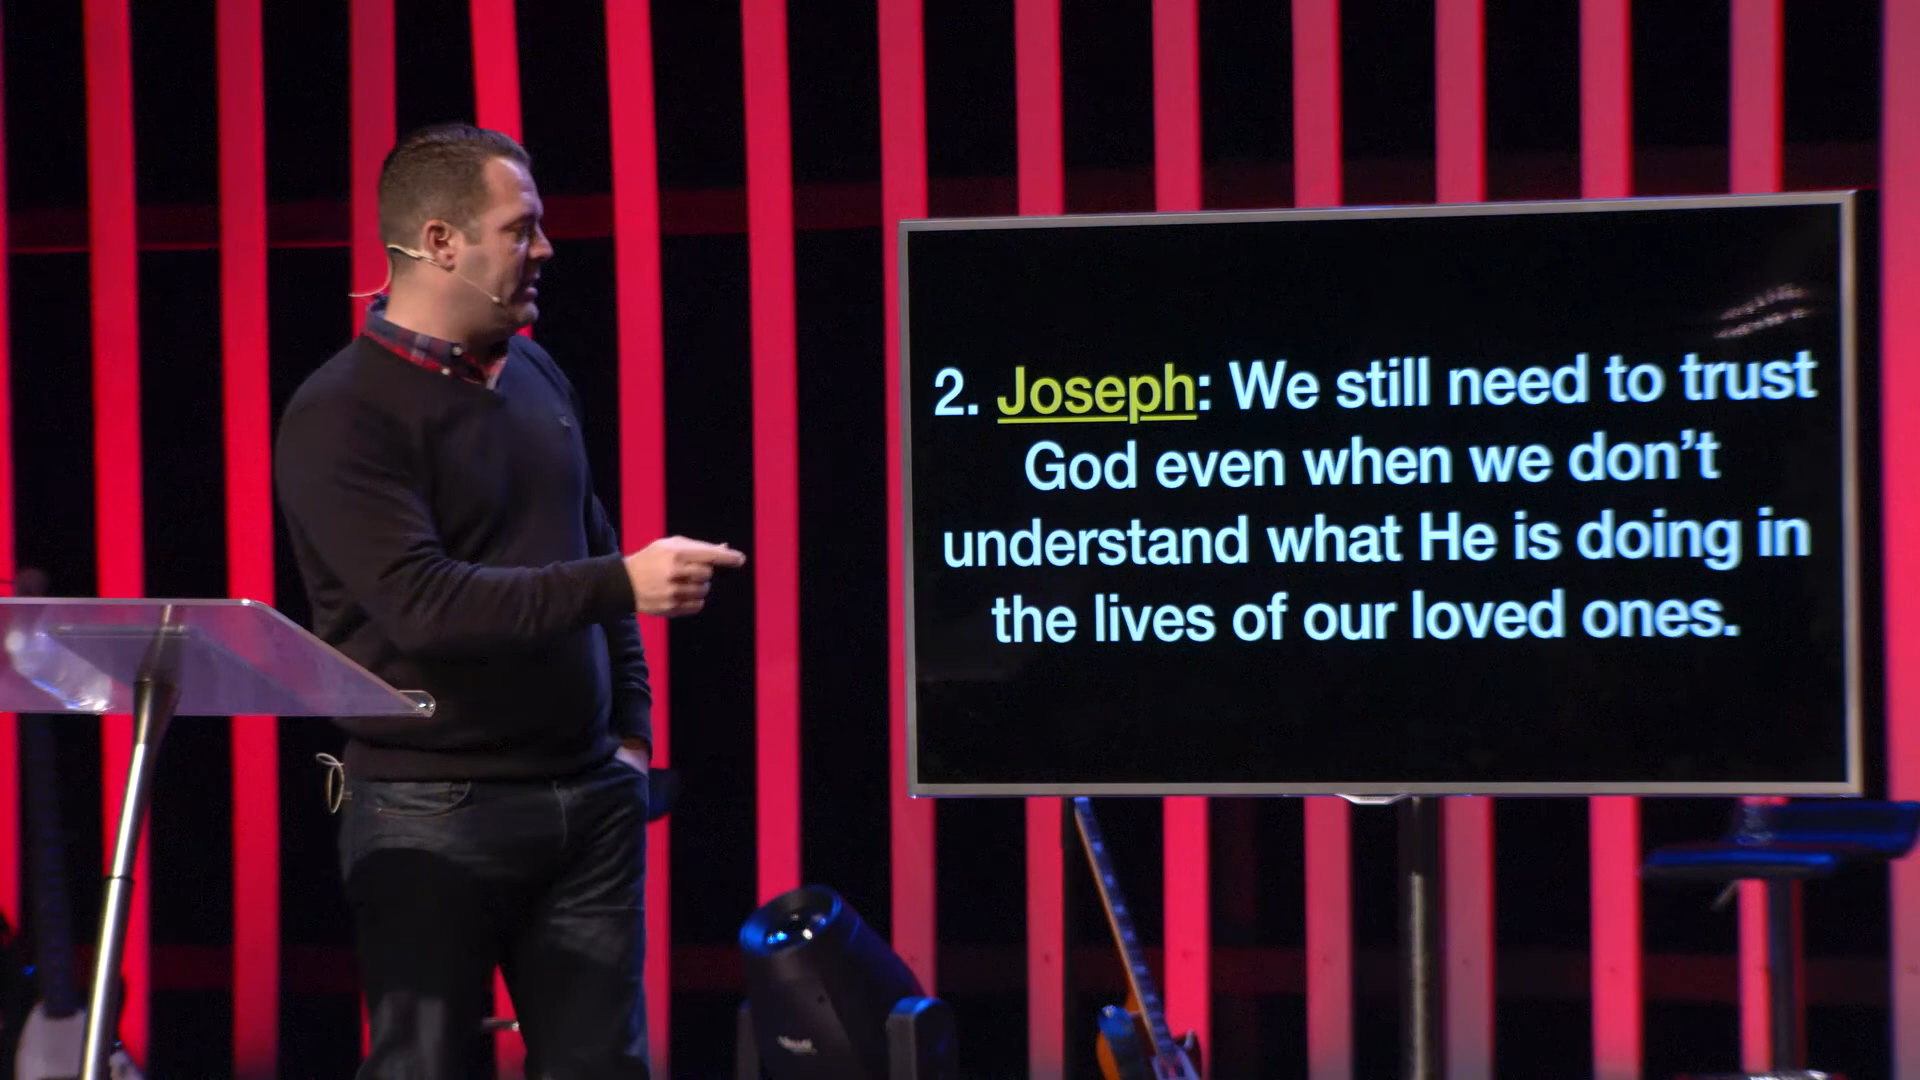 2. Joseph: We still need to trust
God even when we don’t
understand what He is doing in
the lives of our loved ones.